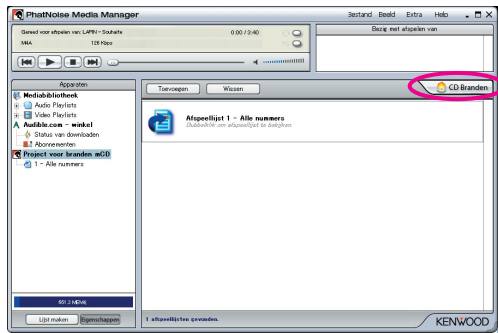 PhatNoise Media Manager
Bestand Beeld Extra Help
Gereed voor afspelen van: LAPIN - Souhaite
0:00 / 3:40
M4A 128 Kbps
Bezig met afspelen van
Apparaten
Mediabibliotheek
Audio Playlists
Video Playlists
Audible.com - winkel
Status van downloaden
Abonnementen
Project voor branden mCD
1 - Alle nummers
Toevoegen Wissen
CD Branden
Afspeellijst 1 - Alle nummers
Dubbelklik om afspeellijst te bekijken.
Lijst maken Eigenschappen
1 afspeellijsten gevonden.
KENWOOD